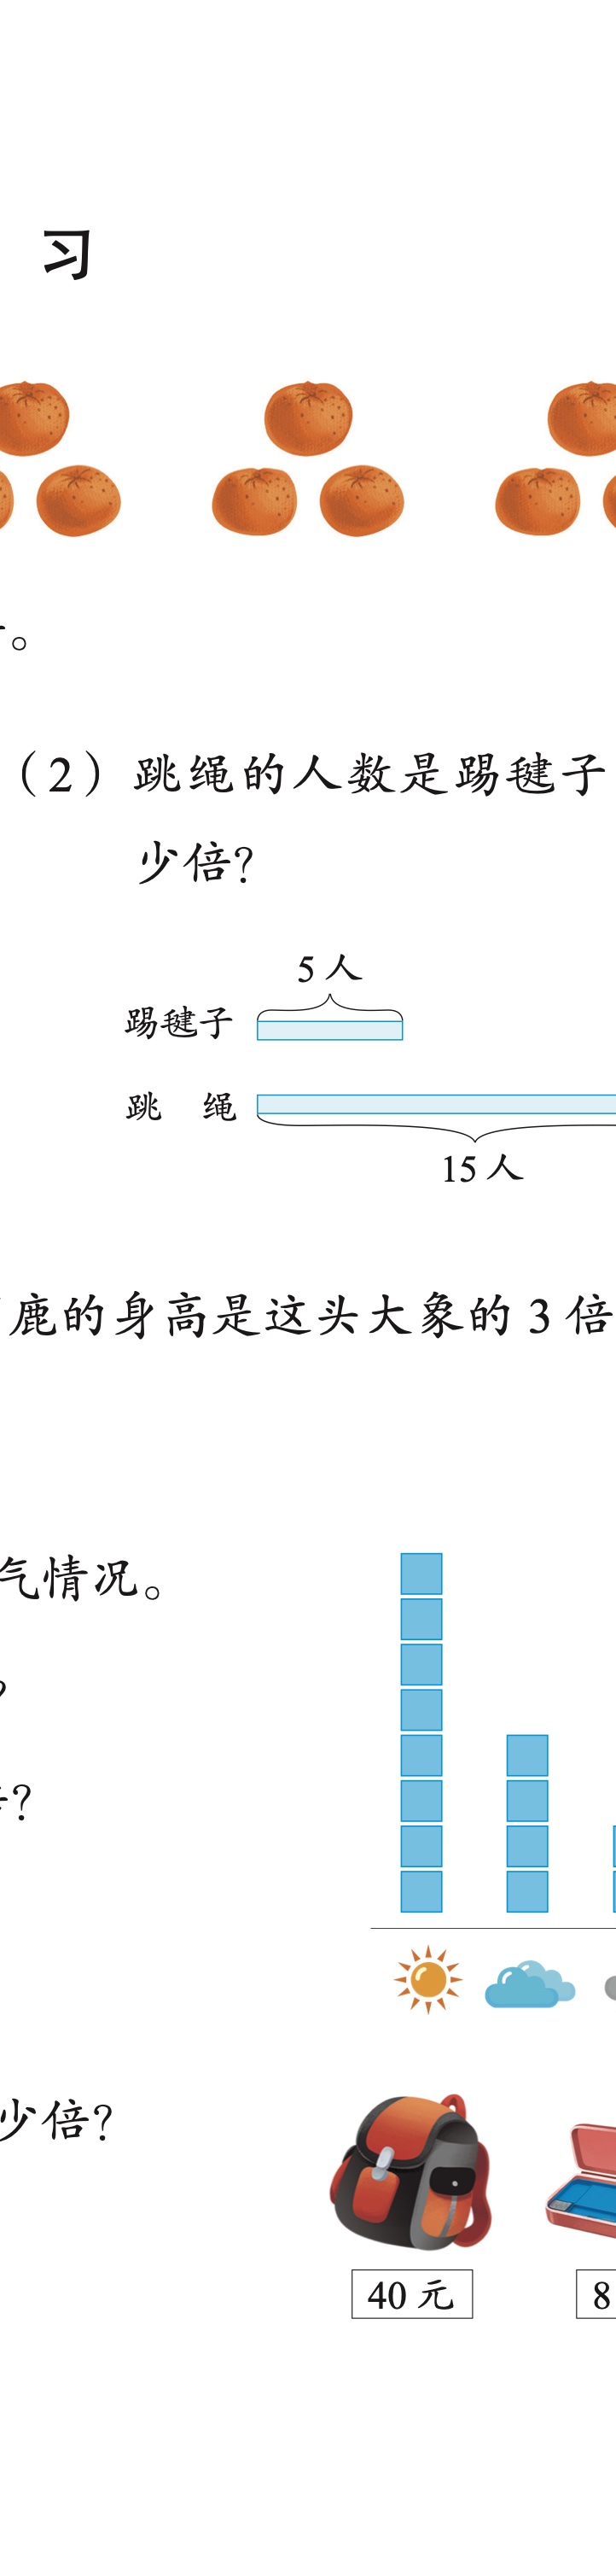 习
。
（2）跳绳的人数是踢毽子
少倍？
5 人
踢毽子
跳 绳
15 人
鹿的身高是这头大象的 3 倍
气情况。
？
少倍？
40 元
8